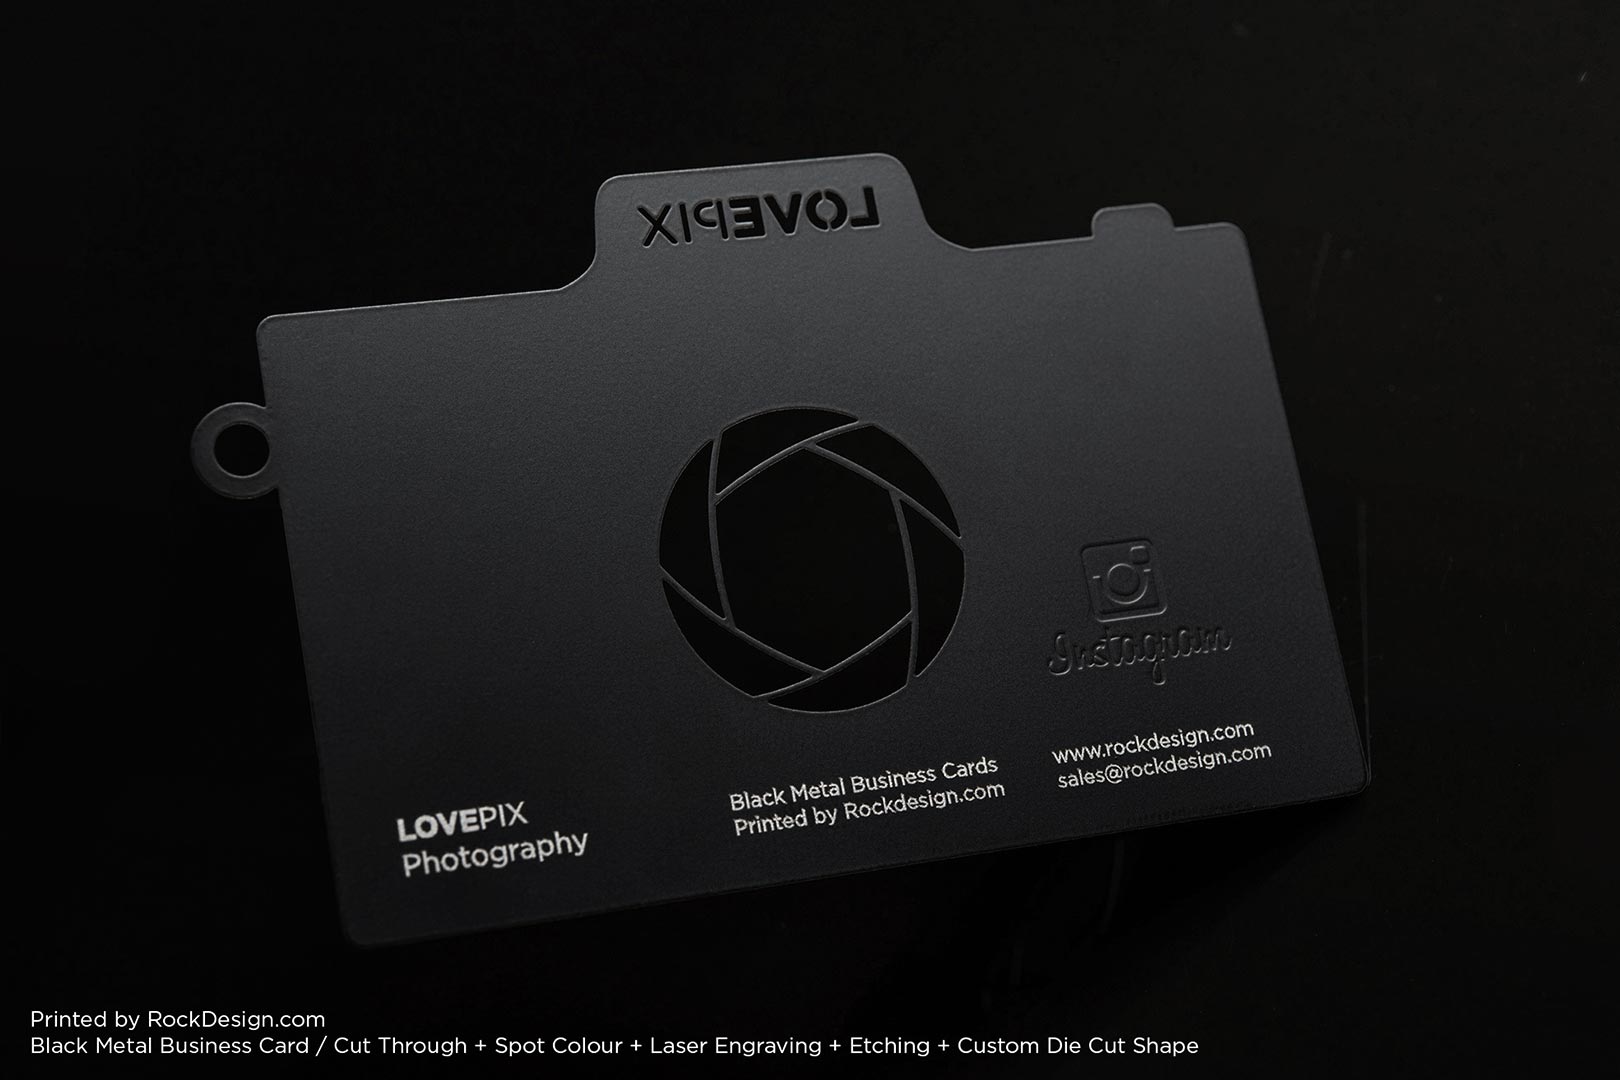 LOVEPIX
Instagram
LOVEPIX
Photography
Black Metal Business Cards
Printed by Rockdesign.com
www.rockdesign.com
sales@rockdesign.com
Printed by RockDesign.com
Black Metal Business Card / Cut Through + Spot Colour + Laser Engraving + Etching + Custom Die Cut Shape